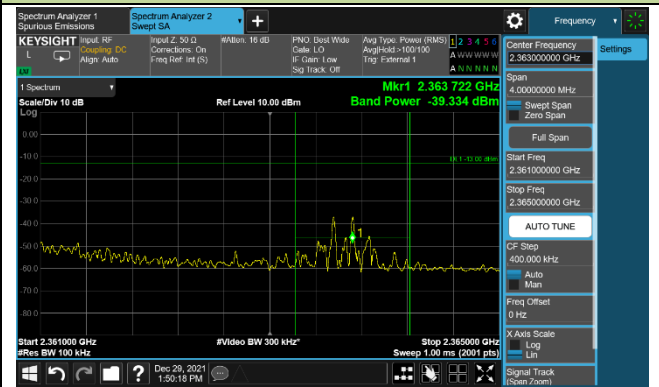 Spectrum Analyzer 1
Spurious Emissions
Spectrum Analyzer 2
Swept SA
Frequency
KEYSIGHT
L
Input: RF
Coupling: DC
Align: Auto
Input Z: 50 Ω
Corrections: On
Freq Ref: Int (S)
#Atten: 16 dB
PNO: Best Wide
Gate: LO
IF Gain: Low
Sig Track: Off
Avg Type: Power (RMS)
Avg|Hold:>100/100
Trig: External 1
1 2 3 4 5 6
A W W W W W
A N N N N N
1 Spectrum
Scale/Div 10 dB
Log
Ref Level 10.00 dBm
Mkr1 2.363 722 GHz
Band Power -39.334 dBm
0.00
-10.0
DL1 -13.00 dBm
-20.0
-30.0
-40.0
1
-50.0
-60.0
-70.0
-80.0
Start 2.361000 GHz
#Res BW 100 kHz
#Video BW 300 kHz*
Stop 2.365000 GHz
Sweep 1.00 ms (2001 pts)
Dec 29, 2021
1:50:18 PM
Center Frequency
2.363000000 GHz
Settings
Span
4.00000000 MHz
Swept Span
Zero Span
Full Span
Start Freq
2.361000000 GHz
Stop Freq
2.365000000 GHz
AUTO TUNE
CF Step
400.000 kHz
Auto
Man
Freq Offset
0 Hz
X Axis Scale
Log
Lin
Signal Track
(Span Zoom)